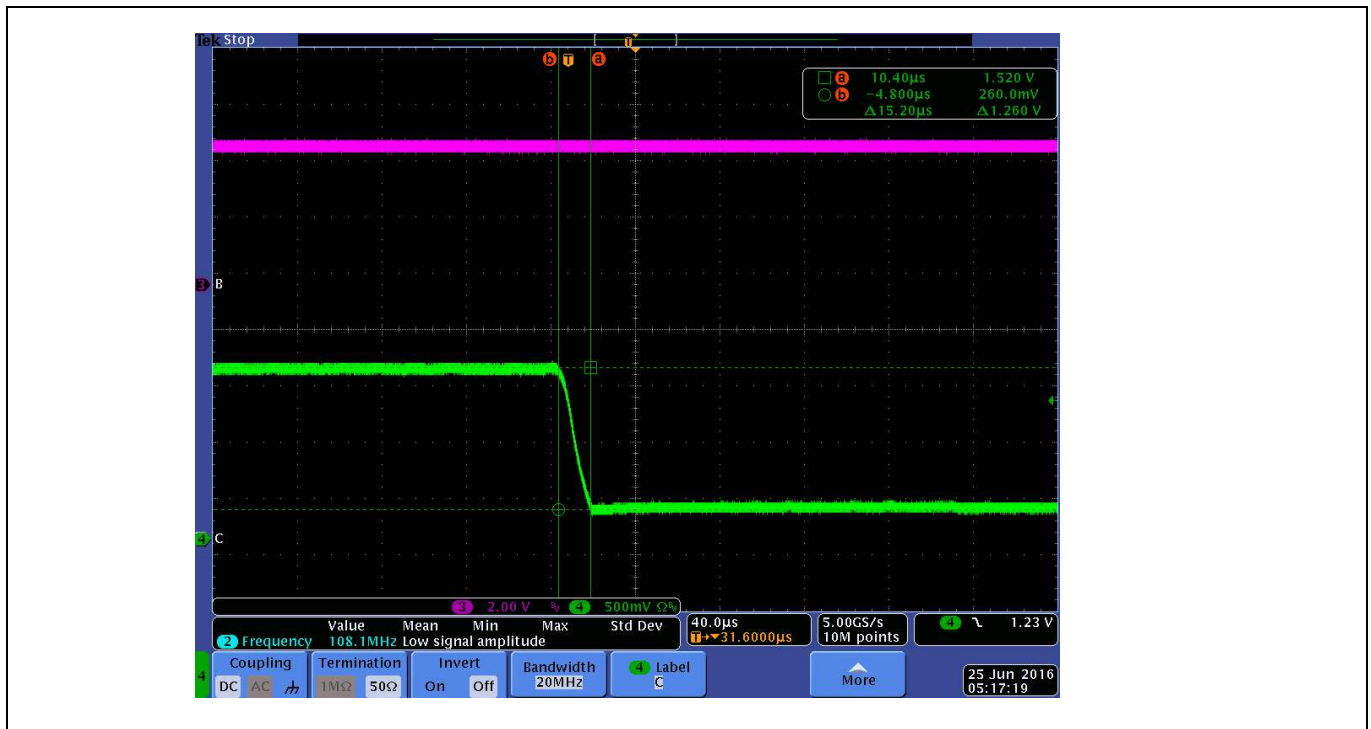 Tek Stop
T
b T a
a 10.40µs 1.520 V
b −4.800µs 260.0mV
Δ15.20µs Δ1.260 V
3 B
4 C
3 2.00 V BW 4 500mV ΩBW
Value Mean Min Max Std Dev
2 Frequency 108.1MHz Low signal amplitude
40.0µs
T→▼31.6000µs
5.00GS/s
10M points
4 1.23 V
4
Coupling
DC AC
Termination
1MΩ 50Ω
Invert
On Off
Bandwidth
20MHz
4 Label
C
More
25 Jun 2016
05:17:19